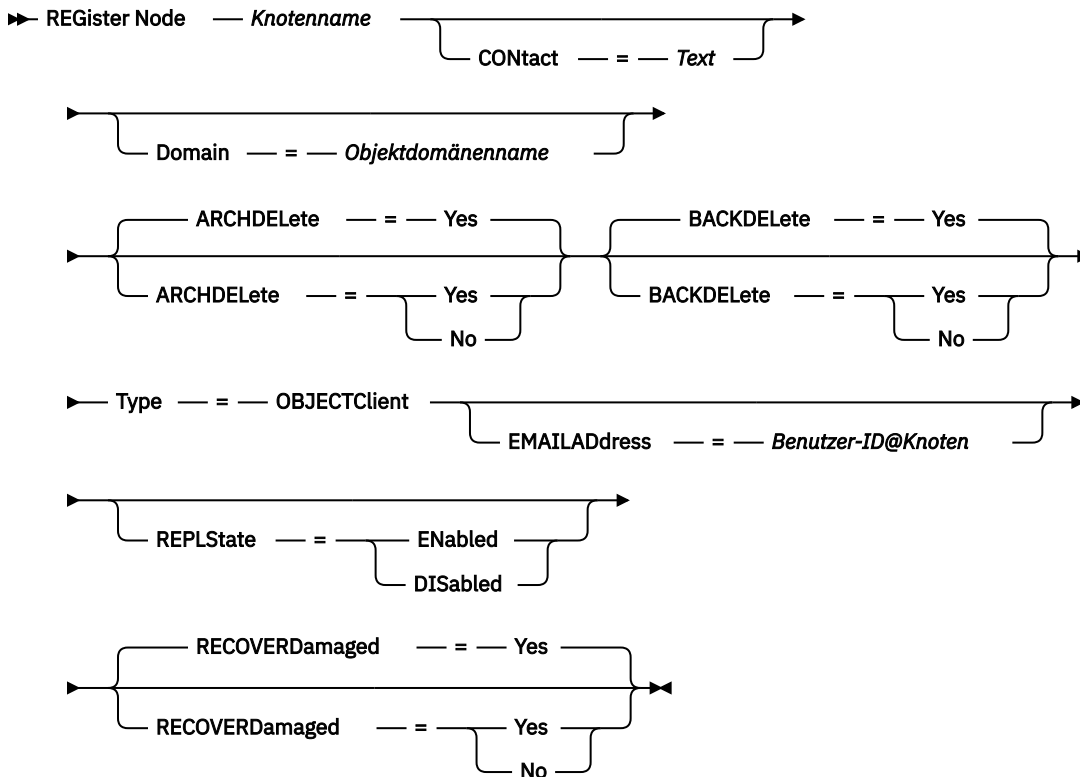 REGister Node Knotenname
CONtact = Text
Domain = Objektdomänenname
ARCHDELete = Yes BACKDELete = Yes
ARCHDELete = Yes BACKDELete = Yes
No No
Type = OBJECTClient
EMAILADdress = Benutzer-ID@Knoten
REPLState = ENabled
DISabled
RECOVERDamaged = Yes
RECOVERDamaged = Yes
No